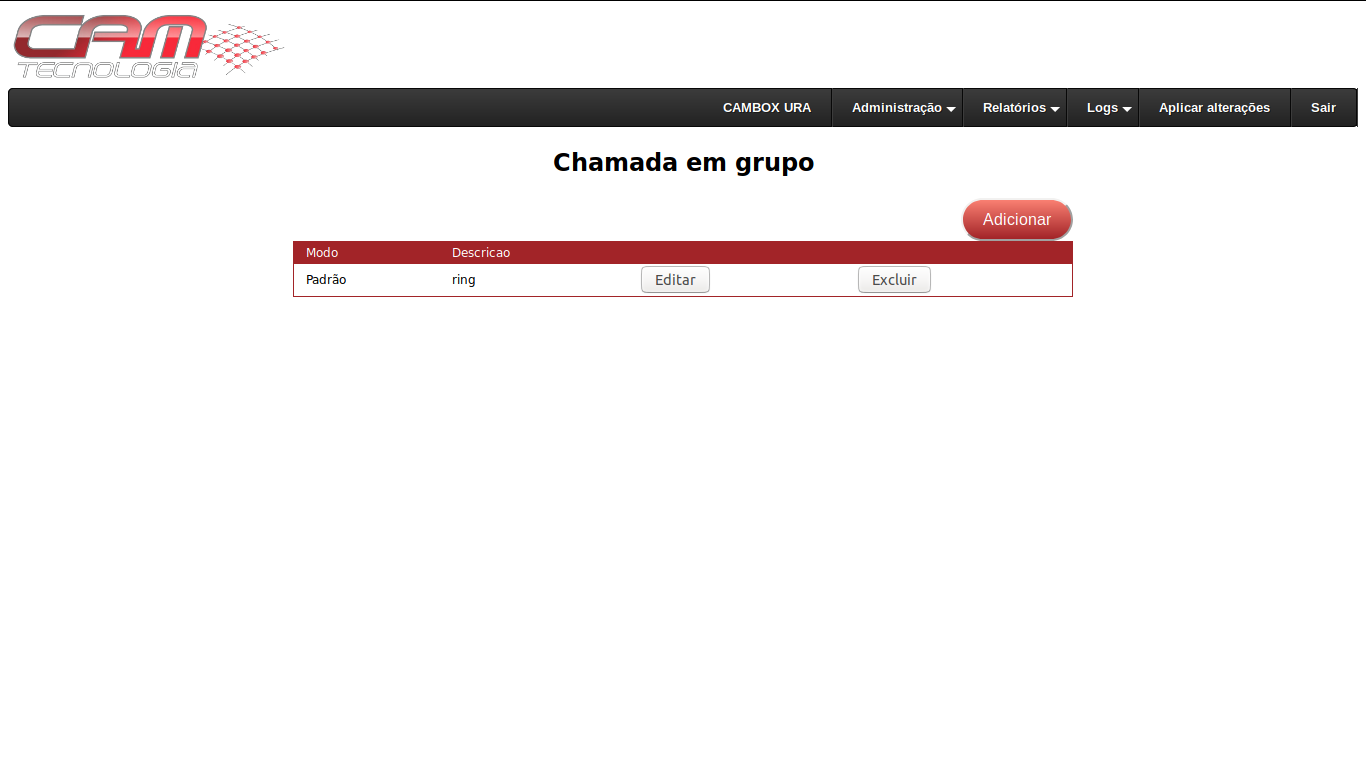 CAM
TECNOLOGIA
CAMBOX URA Administração Relatórios Logs Aplicar alterações Sair
Chamada em grupo
Adicionar
Modo Descricao
Padrão ring Editar Excluir